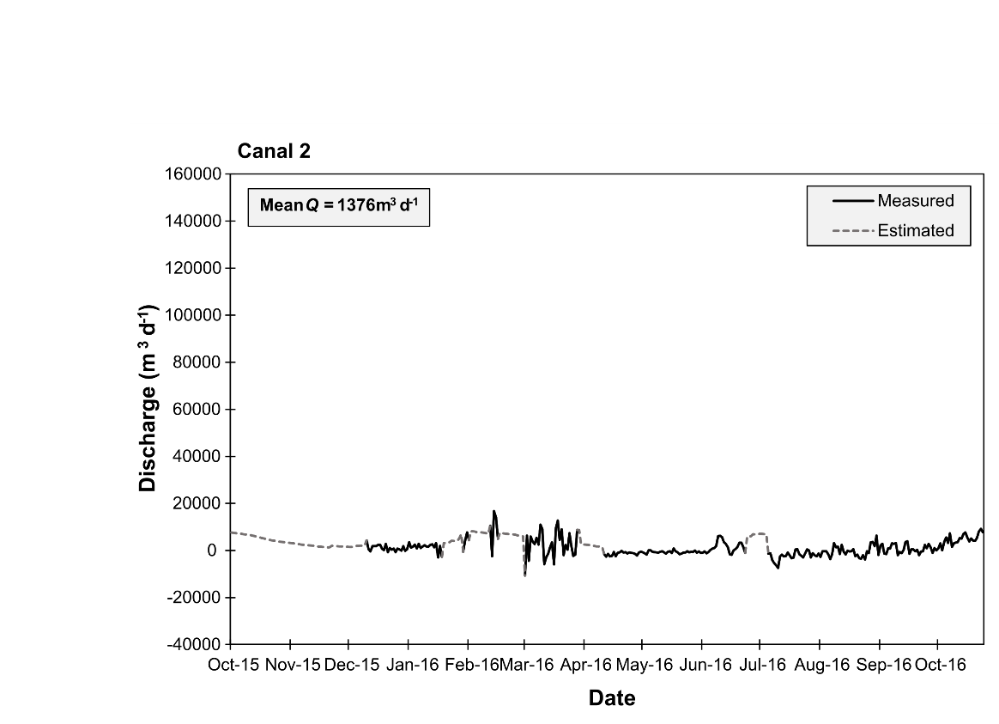 Canal 2
160000
Mean Q = 1376m³ d⁻¹
Measured
140000
Estimated
120000
100000
80000
60000
40000
20000
0
-20000
-40000
Discharge (m ³ d⁻¹)
Oct-15 Nov-15 Dec-15 Jan-16 Feb-16 Mar-16 Apr-16 May-16 Jun-16 Jul-16 Aug-16 Sep-16 Oct-16
Date